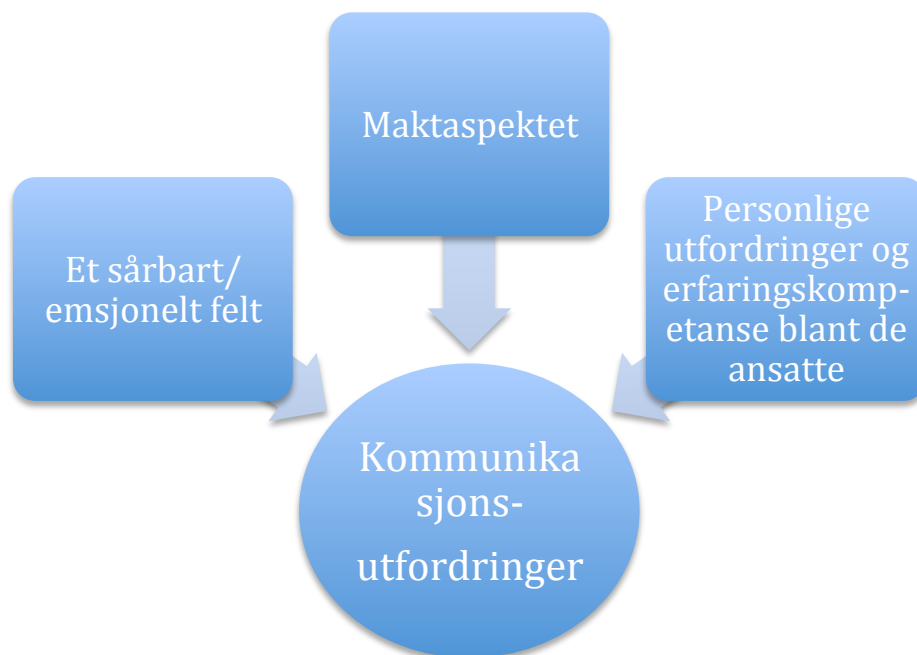 Maktaspektet
Et sårbart/
emsjonelt felt
Personlige
utfordringer og
erfaringskomp-
etanse blant de
ansatte
Kommunika
sjons-
utfordringer